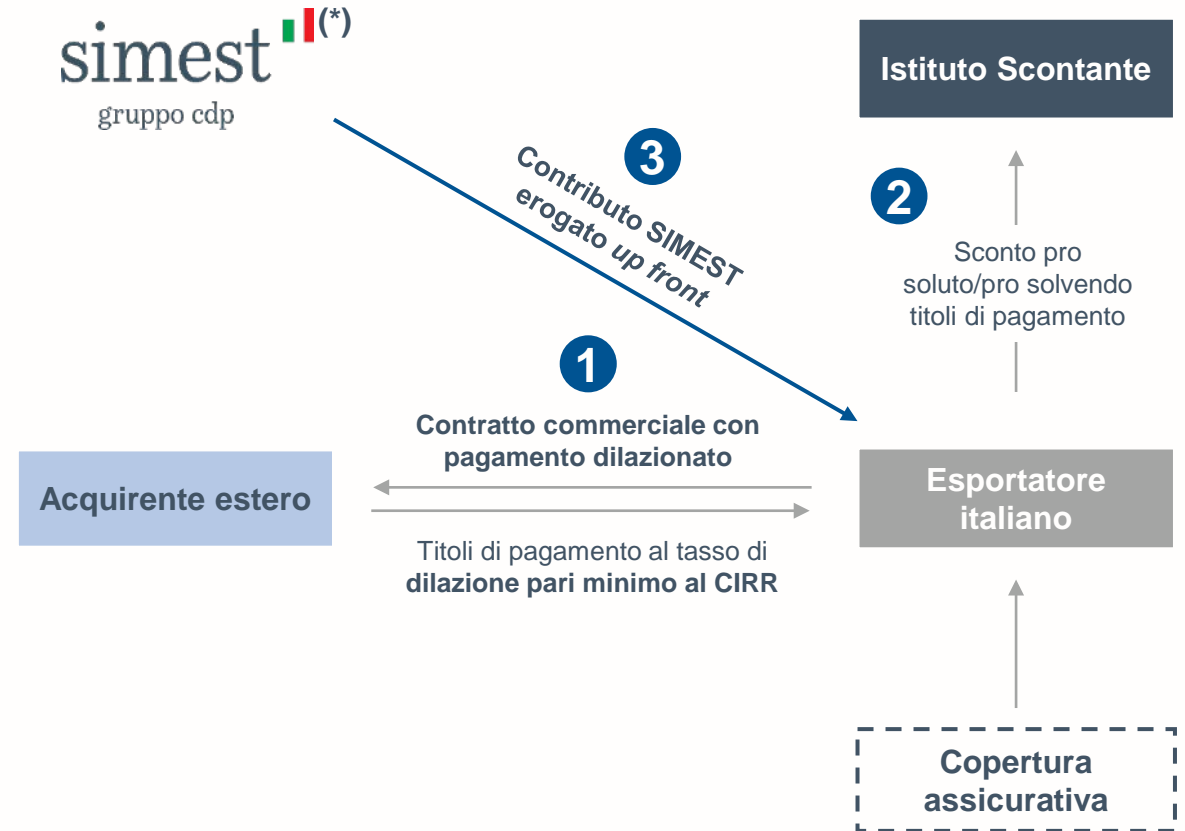 simest (*)
gruppo cdp
Istituto Scontante
3
Contributo SIMEST
erogato up front
2
Sconto pro
soluto/pro solvendo
titoli di pagamento
1
Contratto commerciale con
pagamento dilazionato
Acquirente estero
Esportatore
italiano
Titoli di pagamento al tasso di
dilazione pari minimo al CIRR
Copertura
assicurativa